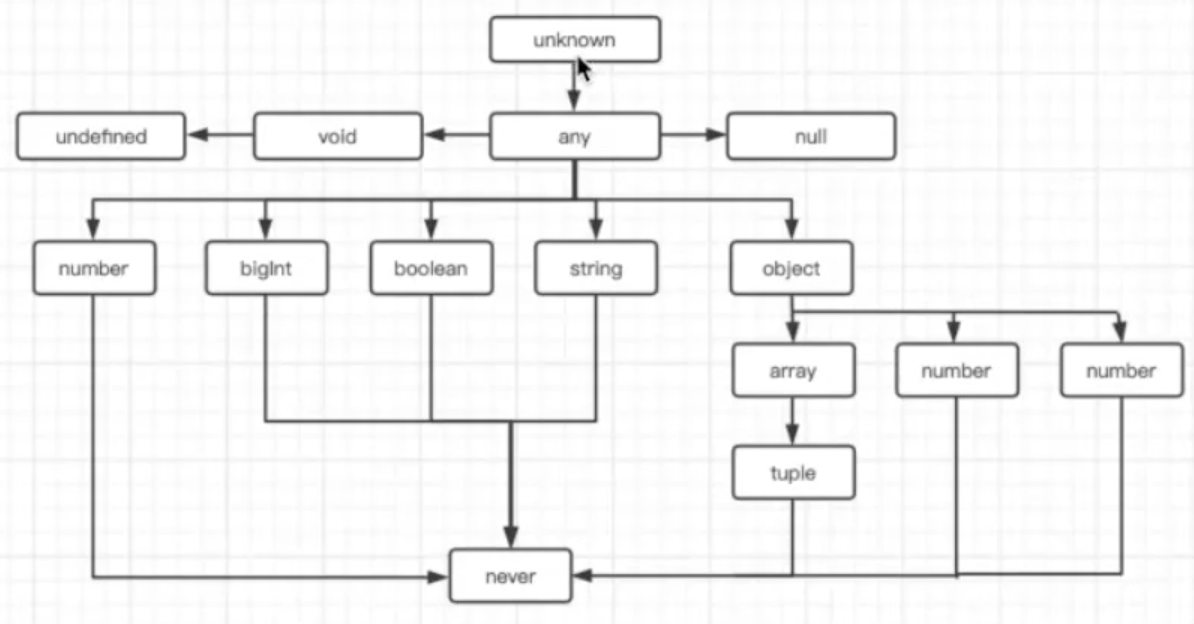 unknown
undefined
void
any
null
number
bigInt
boolean
string
object
array
number
number
tuple
never